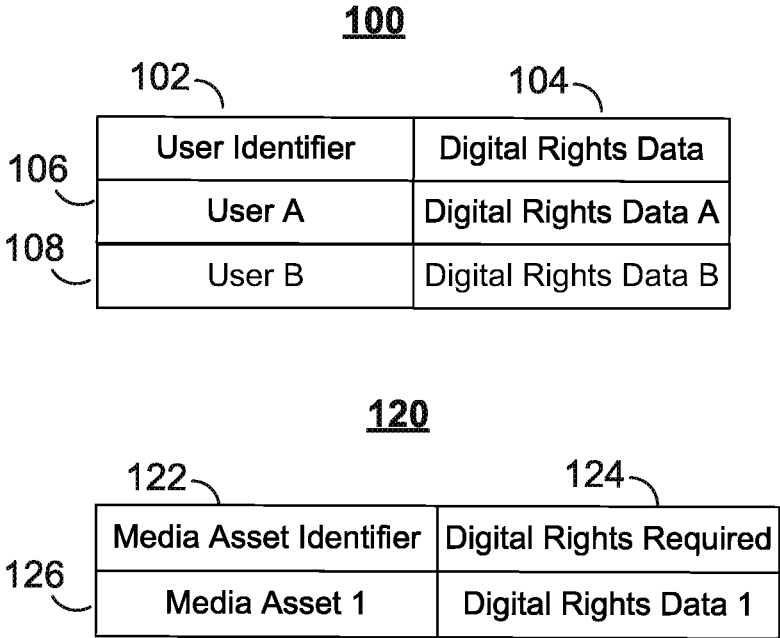 100
102 104
User Identifier Digital Rights Data
106 User A Digital Rights Data A
108 User B Digital Rights Data B
120
122 124
Media Asset Identifier Digital Rights Required
126 Media Asset 1 Digital Rights Data 1